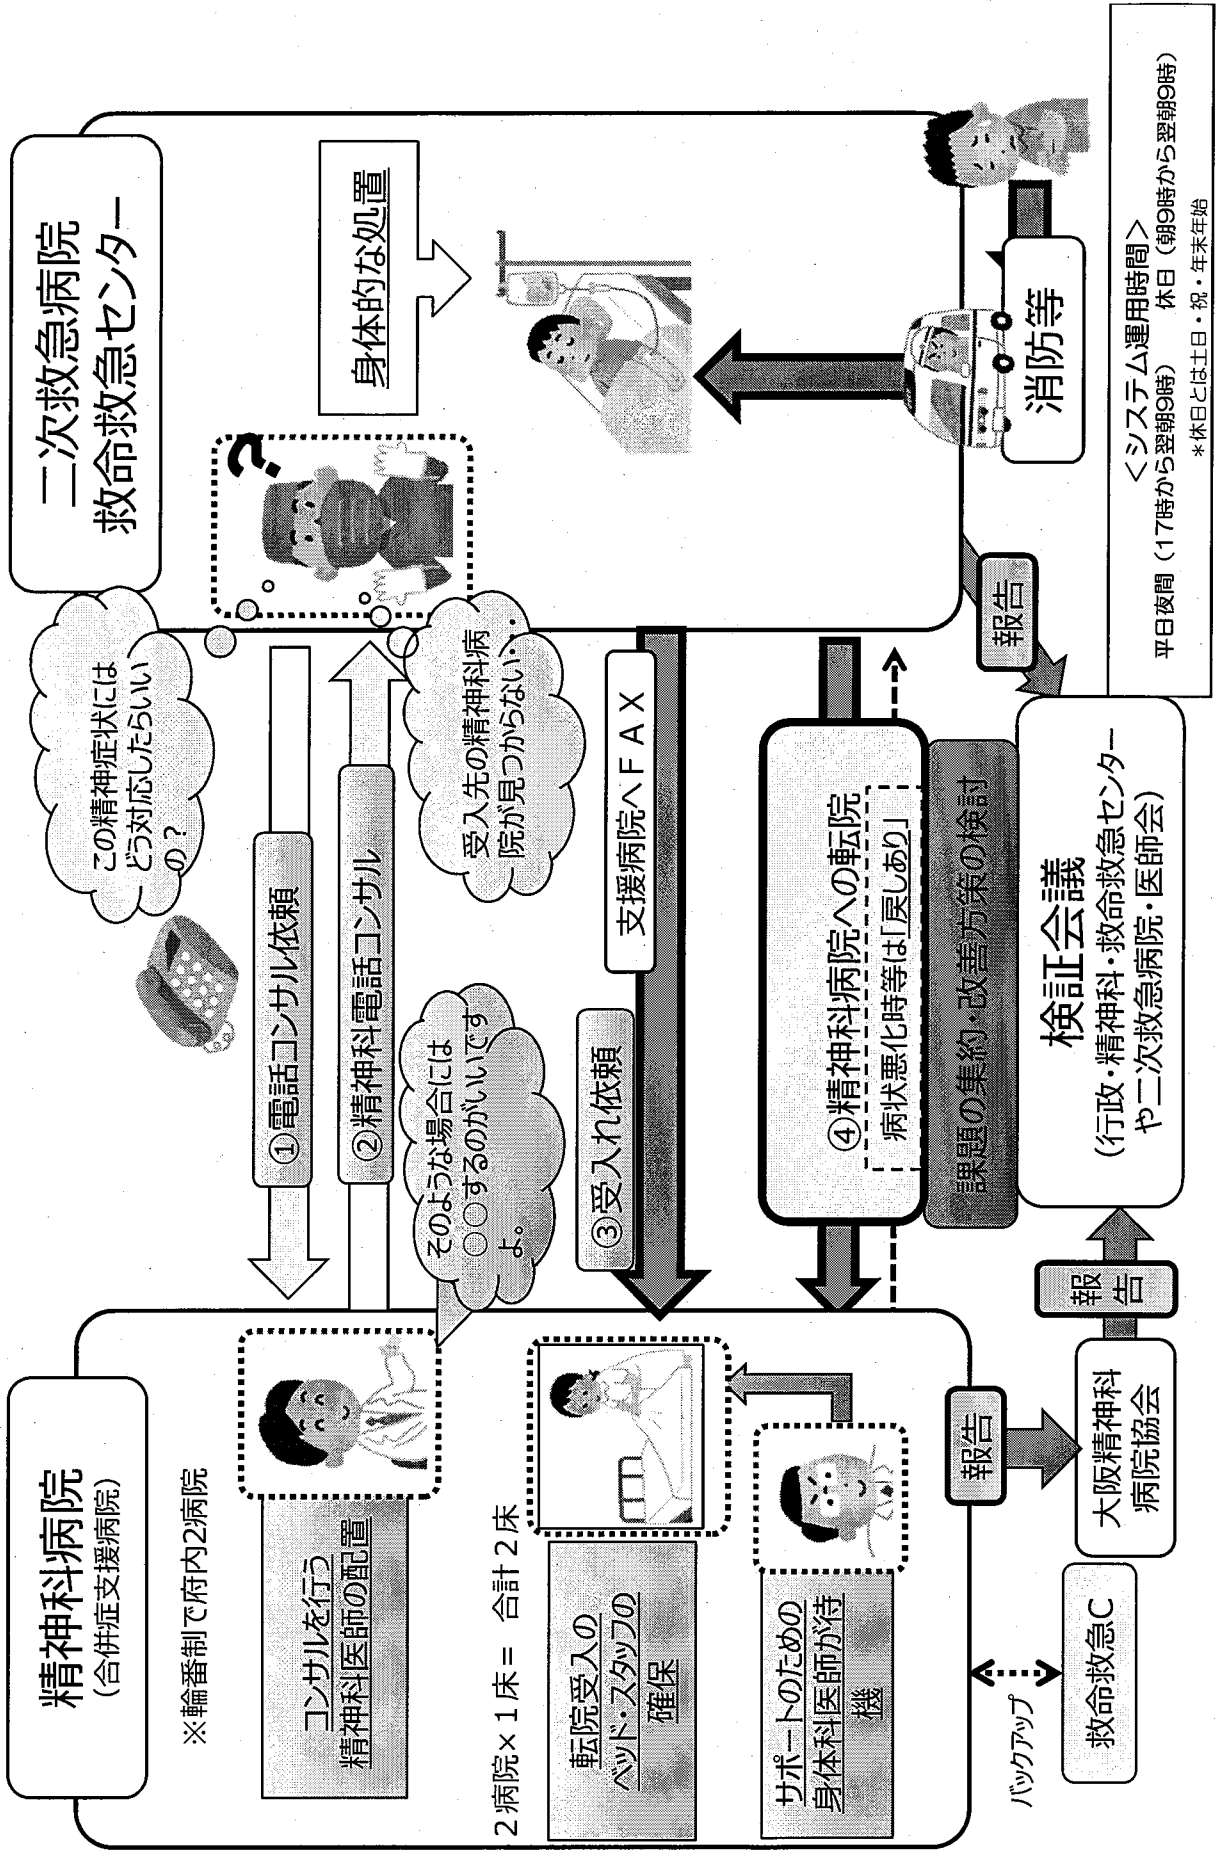 精神科病院
(合併症支援病院)
※輪番制で府内2病院
コンサルを行う
精神科医師の配置
2病院×1床= 合計2床
転院受入の
ベッド・スタッフの
確保
サポートのための
身体科医師が待
機
バックアップ
救命救急C
報告
大阪精神科
病院協会
報告
①電話コンサル依頼
②精神科電話コンサル
そのような場合には
○○するのがいいです
よ。
③受入れ依頼
支援病院へFAX
④精神科病院への転院
病状悪化時等は「戻しあり」
課題の集約・改善方策の検討
検証会議
(行政・精神科・救命救急センター
や二次救急病院・医師会)
この精神症状には
どう対応したらいい
の?
受入先の精神科病
院が見つからない・・
二次救急病院
救命救急センター
?
身体的な処置
消防等
報告
<システム運用時間>
平日夜間(17時から翌朝9時) 休日(朝9時から翌朝9時)
*休日とは土日・祝・年末年始